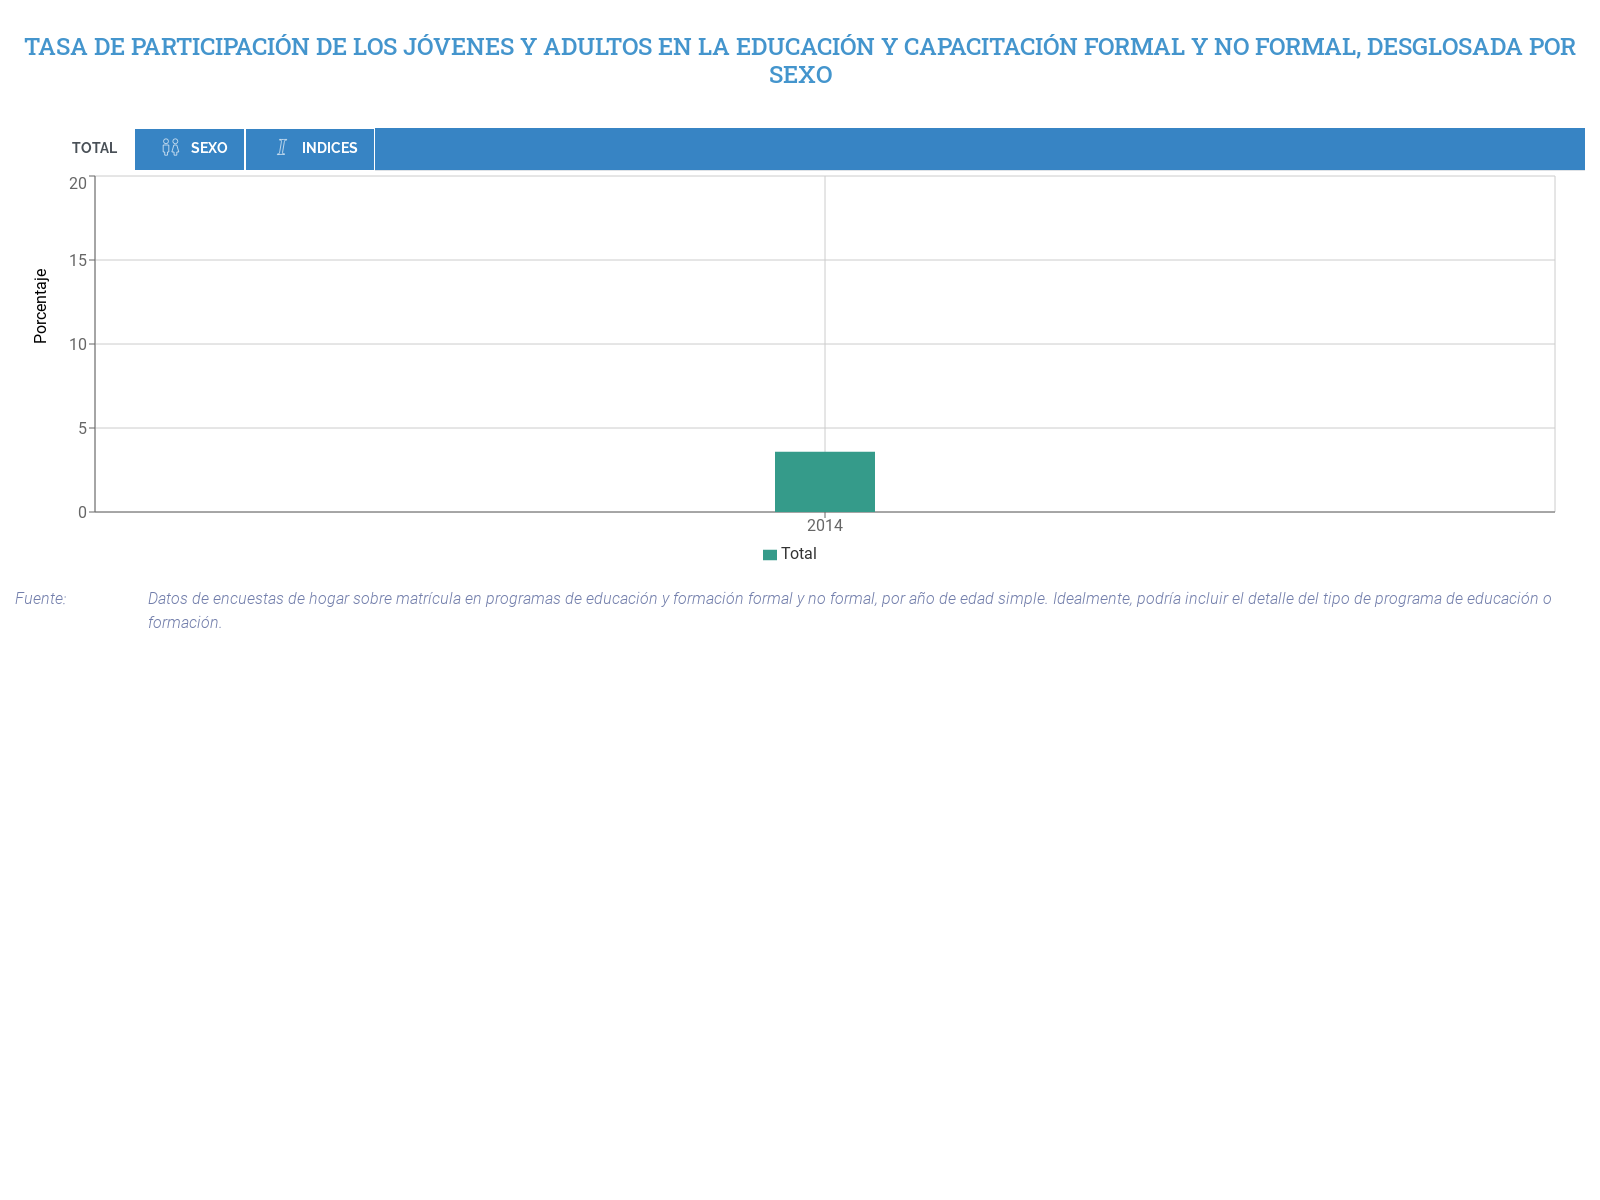 TASA DE PARTICIPACIÓN DE LOS JÓVENES Y ADULTOS EN LA EDUCACIÓN Y CAPACITACIÓN FORMAL Y NO FORMAL, DESGLOSADA POR
SEXO
TOTAL SEXO INDICES
20
15
10
5
0
Porcentaje
2014
Total
Fuente: Datos de encuestas de hogar sobre matrícula en programas de educación y formación formal y no formal, por año de edad simple. Idealmente, podría incluir el detalle del tipo de programa de educación o
formación.